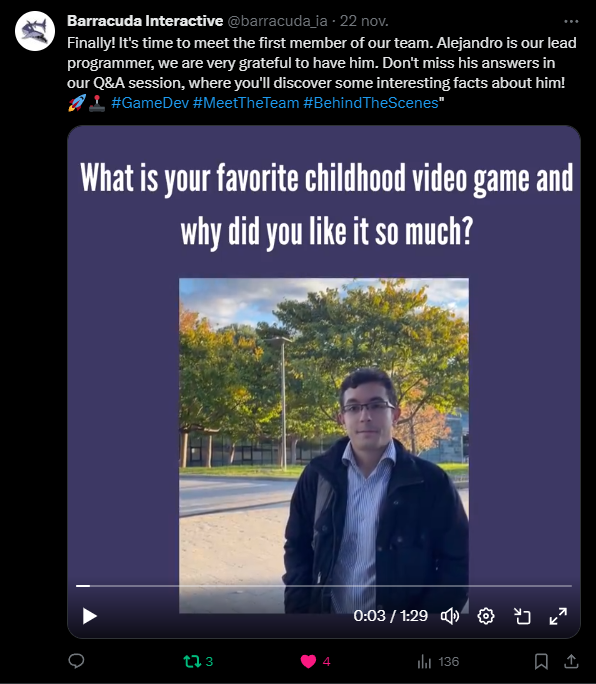 Barracuda Interactive @barracuda_ia · 22 nov.
Finally! It's time to meet the first member of our team. Alejandro is our lead
programmer, we are very grateful to have him. Don't miss his answers in
our Q&A session, where you'll discover some interesting facts about him!
🚀🕹️ #GameDev #MeetTheTeam #BehindTheScenes"
What is your favorite childhood video game and
why did you like it so much?
0:03 / 1:29
3 4 136